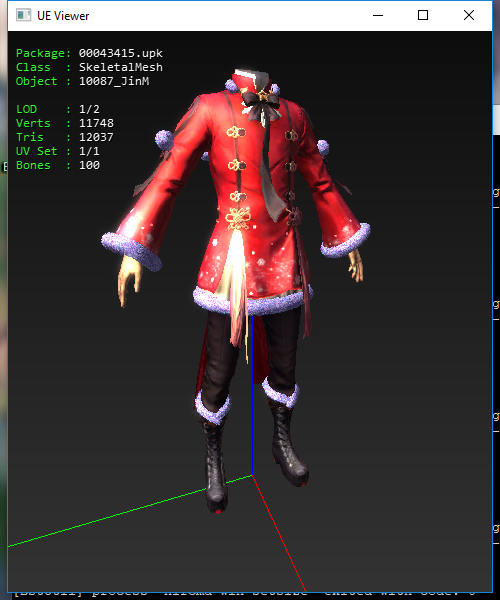 UE Viewer
Package: 00043415.upk
Class : SkeletalMesh
Object : 10087_JinM
LOD : 1/2
Verts : 11748
Tris : 12037
UV Set : 1/1
Bones : 100